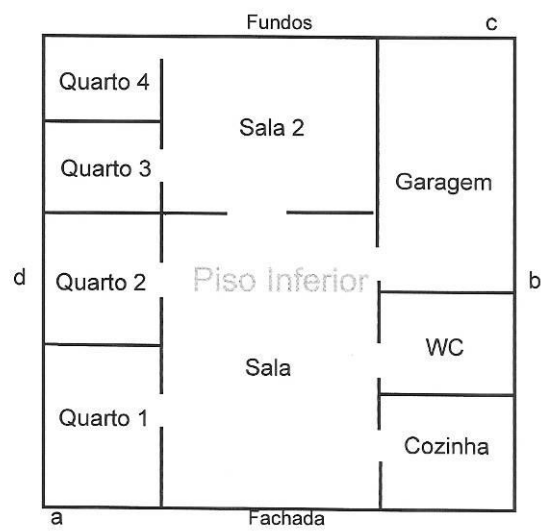 Fundos
c
Quarto 4
Sala 2
Quarto 3
Garagem
d
Quarto 2
Piso Inferior
b
WC
Sala
Quarto 1
Cozinha
a
Fachada